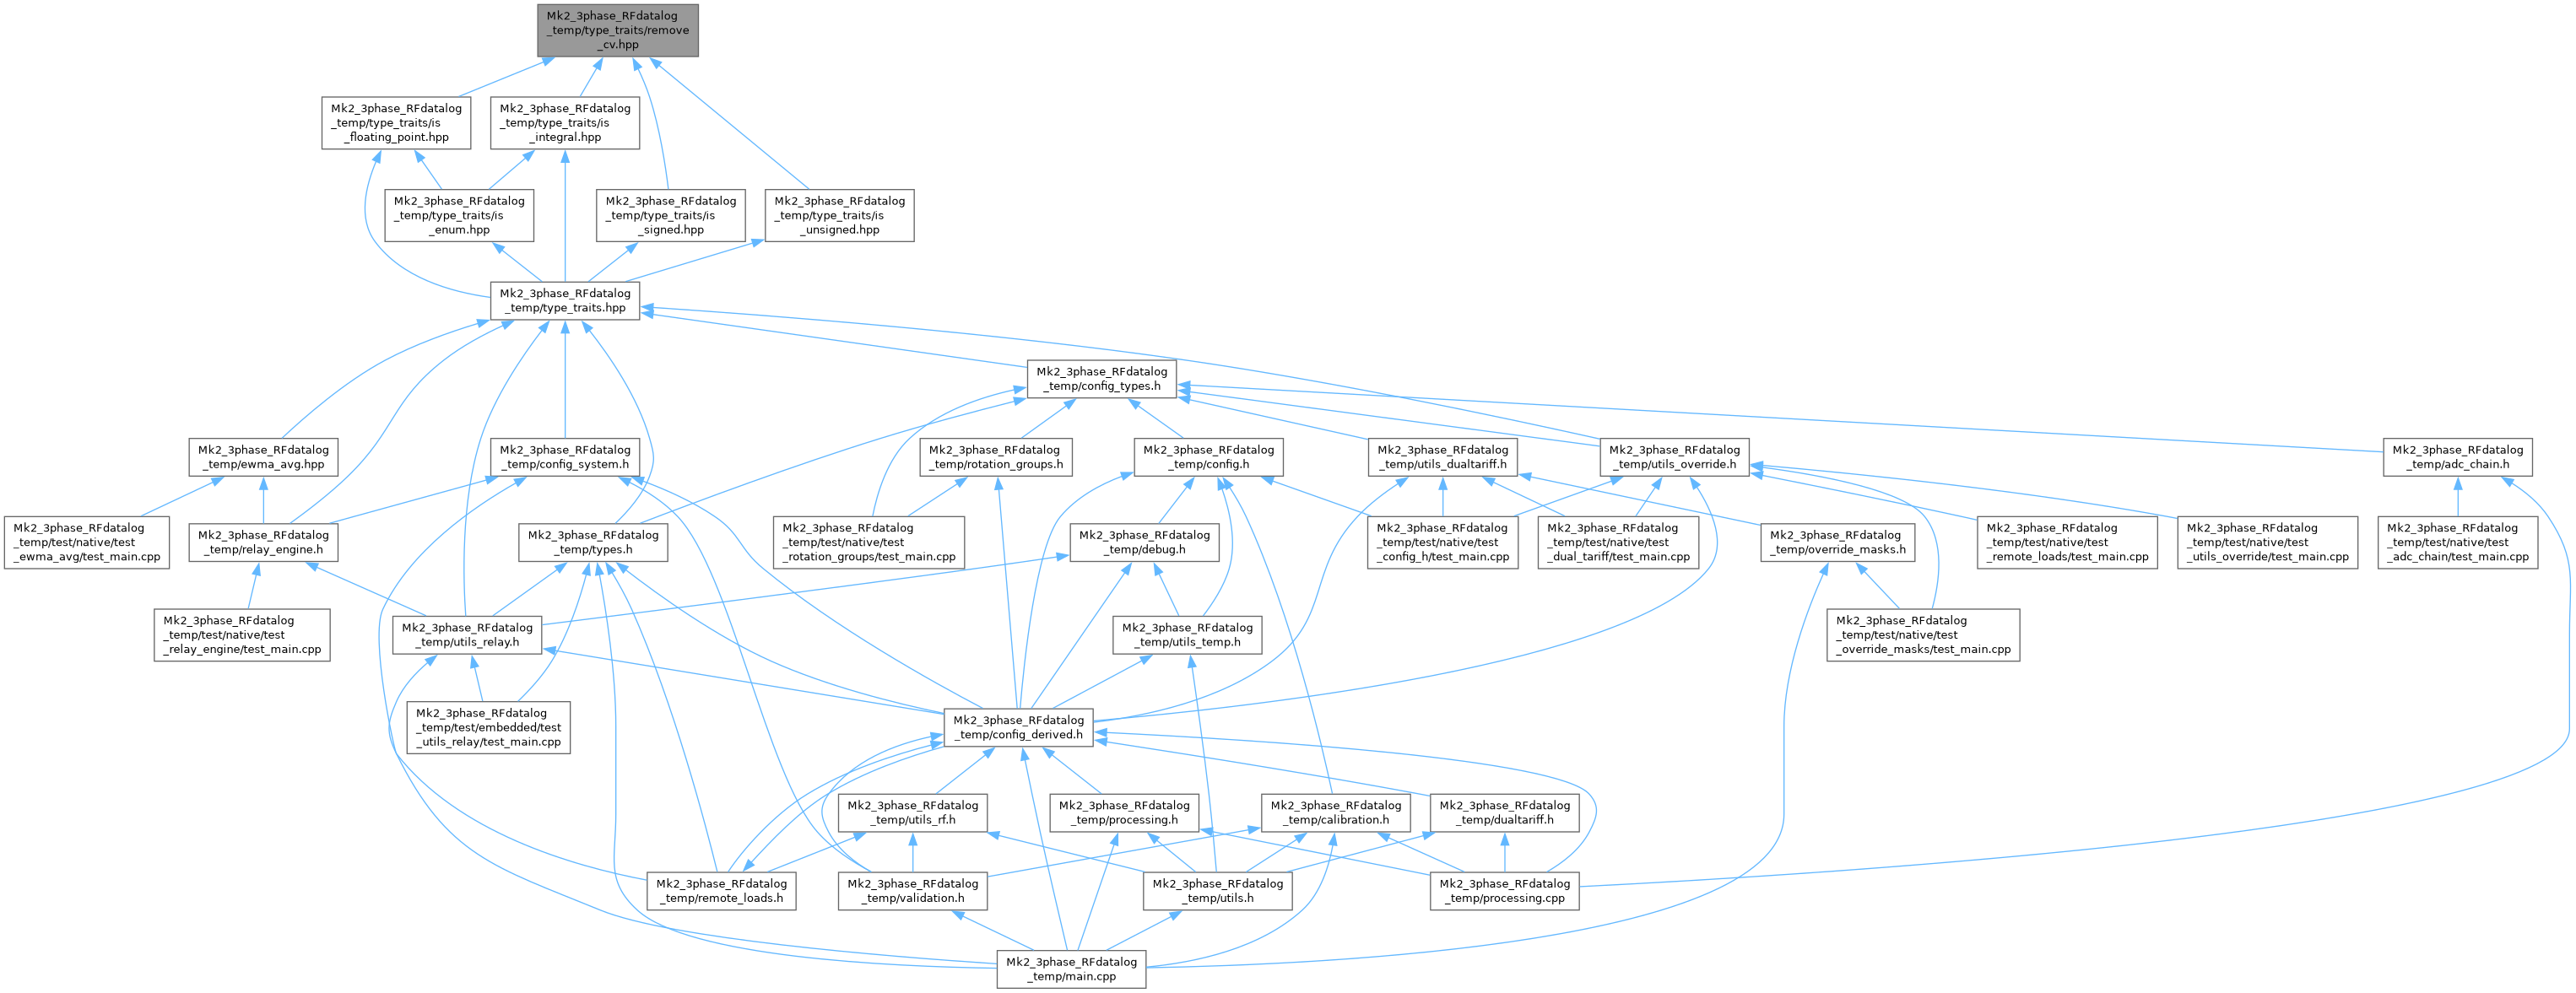 Mk2_3phase_RFdatalog
_temp/type_traits/remove
_cv.hpp
Mk2_3phase_RFdatalog
_temp/type_traits/is
_floating_point.hpp
Mk2_3phase_RFdatalog
_temp/type_traits/is
_integral.hpp
Mk2_3phase_RFdatalog
_temp/type_traits/is
_enum.hpp
Mk2_3phase_RFdatalog
_temp/type_traits/is
_signed.hpp
Mk2_3phase_RFdatalog
_temp/type_traits/is
_unsigned.hpp
Mk2_3phase_RFdatalog
_temp/type_traits.hpp
Mk2_3phase_RFdatalog
_temp/config_types.h
Mk2_3phase_RFdatalog
_temp/ewma_avg.hpp
Mk2_3phase_RFdatalog
_temp/config_system.h
Mk2_3phase_RFdatalog
_temp/rotation_groups.h
Mk2_3phase_RFdatalog
_temp/config.h
Mk2_3phase_RFdatalog
_temp/utils_dualtariff.h
Mk2_3phase_RFdatalog
_temp/utils_override.h
Mk2_3phase_RFdatalog
_temp/adc_chain.h
Mk2_3phase_RFdatalog
_temp/test/native/test
_ewma_avg/test_main.cpp
Mk2_3phase_RFdatalog
_temp/relay_engine.h
Mk2_3phase_RFdatalog
_temp/types.h
Mk2_3phase_RFdatalog
_temp/test/native/test
_rotation_groups/test_main.cpp
Mk2_3phase_RFdatalog
_temp/debug.h
Mk2_3phase_RFdatalog
_temp/test/native/test
_config_h/test_main.cpp
Mk2_3phase_RFdatalog
_temp/test/native/test
_dual_tariff/test_main.cpp
Mk2_3phase_RFdatalog
_temp/override_masks.h
Mk2_3phase_RFdatalog
_temp/test/native/test
_remote_loads/test_main.cpp
Mk2_3phase_RFdatalog
_temp/test/native/test
_utils_override/test_main.cpp
Mk2_3phase_RFdatalog
_temp/test/native/test
_adc_chain/test_main.cpp
Mk2_3phase_RFdatalog
_temp/test/native/test
_relay_engine/test_main.cpp
Mk2_3phase_RFdatalog
_temp/utils_relay.h
Mk2_3phase_RFdatalog
_temp/utils_temp.h
Mk2_3phase_RFdatalog
_temp/test/native/test
_override_masks/test_main.cpp
Mk2_3phase_RFdatalog
_temp/test/embedded/test
_utils_relay/test_main.cpp
Mk2_3phase_RFdatalog
_temp/config_derived.h
Mk2_3phase_RFdatalog
_temp/utils_rf.h
Mk2_3phase_RFdatalog
_temp/processing.h
Mk2_3phase_RFdatalog
_temp/calibration.h
Mk2_3phase_RFdatalog
_temp/dualtariff.h
Mk2_3phase_RFdatalog
_temp/remote_loads.h
Mk2_3phase_RFdatalog
_temp/validation.h
Mk2_3phase_RFdatalog
_temp/utils.h
Mk2_3phase_RFdatalog
_temp/processing.cpp
Mk2_3phase_RFdatalog
_temp/main.cpp